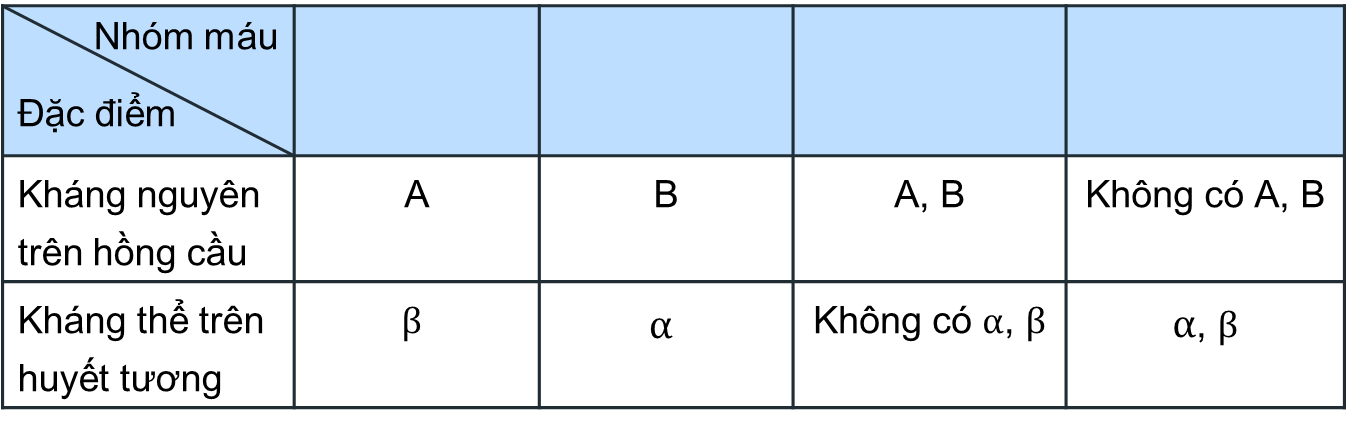 Nhóm máu
Đặc điểm
Kháng nguyên A B A, B Không có A, B
trên hồng cầu
Kháng thể trên β α Không có α, β α, β
huyết tương